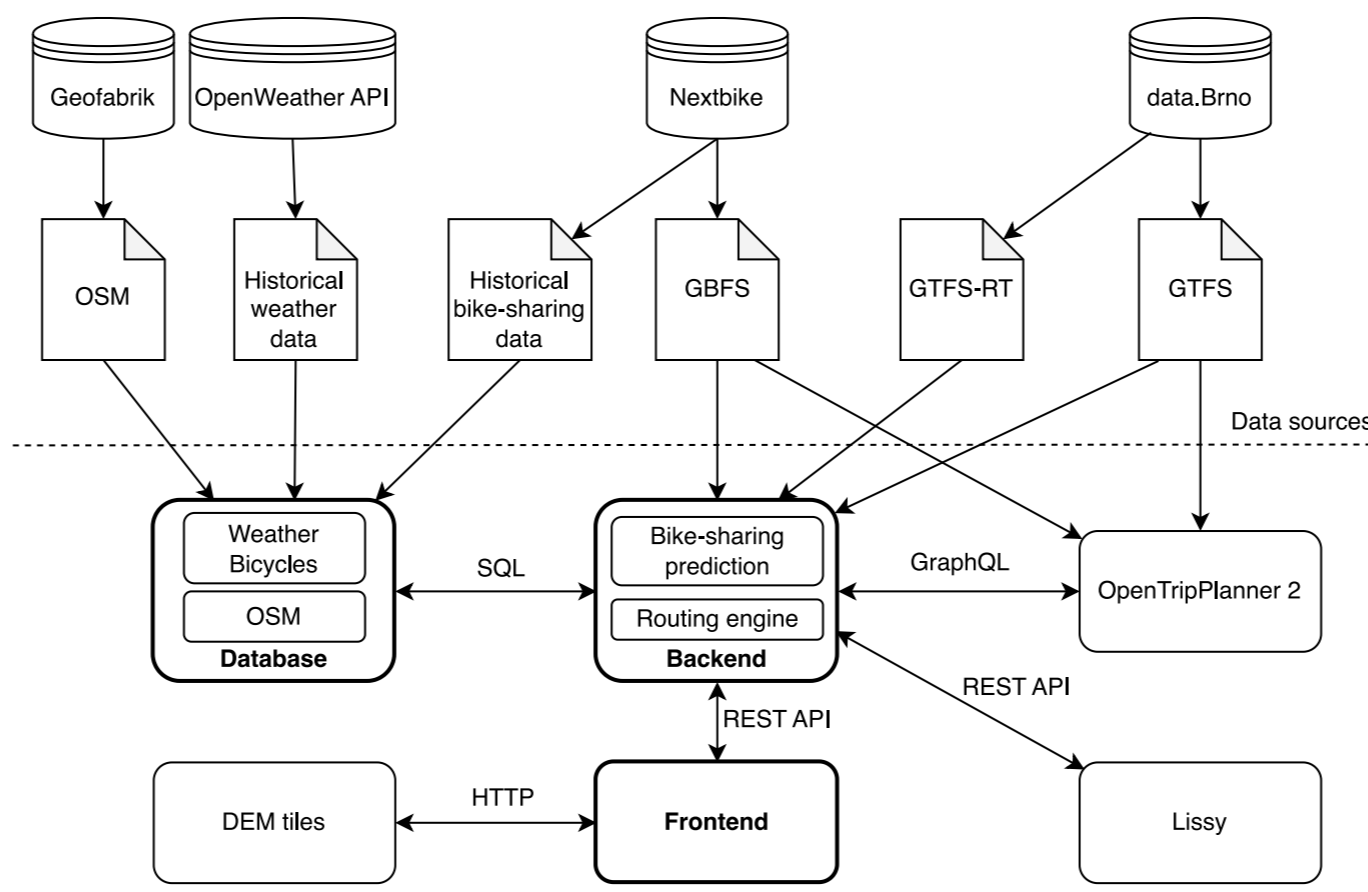 Geofabrik
OpenWeather API
Nextbike
data.Brno
OSM
Historical
weather
data
Historical
bike-sharing
data
GBFS
GTFS-RT
GTFS
Data sources
Weather
Bicycles
OSM
Database
SQL
Bike-sharing
prediction
Routing engine
Backend
GraphQL
OpenTripPlanner 2
REST API
REST API
DEM tiles
HTTP
Frontend
Lissy